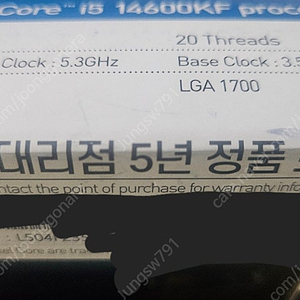 Core™ i5 14600KF proc
20 Threads
Clock : 5.3GHz Base Clock : 3.5
LGA 1700
대리점 5년 정품
contact the point of purchase for warranty info